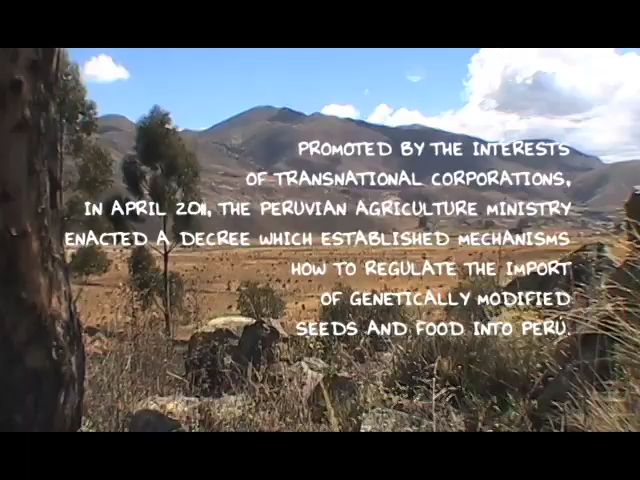 PROMOTED BY THE INTERESTS
OF TRANSNATIONAL CORPORATIONS,
IN APRIL 2011, THE PERUVIAN AGRICULTURE MINISTRY
ENACTED A DECREE WHICH ESTABLISHED MECHANISMS
HOW TO REGULATE THE IMPORT
OF GENETICALLY MODIFIED
SEEDS AND FOOD INTO PERÚ.